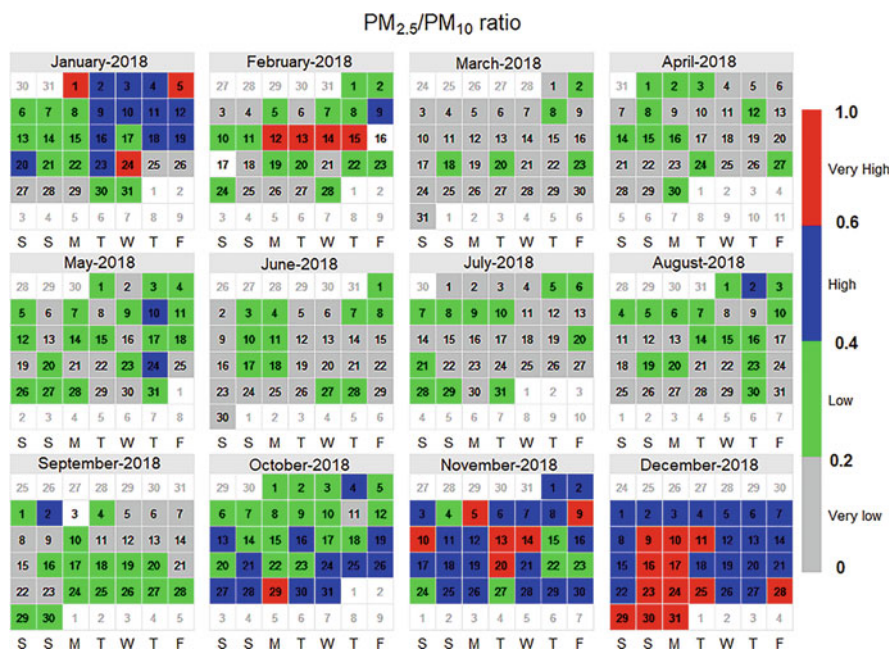 PM2.5/PM10 ratio
January-2018
30 31 1 2 3 4 5
6 7 8 9 10 11 12
13 14 15 16 17 18 19
20 21 22 23 24 25 26
27 28 29 30 31 1 2
3 4 5 6 7 8 9
S S M T W T F
February-2018
27 28 29 30 31 1 2
3 4 5 6 7 8 9
10 11 12 13 14 15 16
17 18 19 20 21 22 23
24 25 26 27 28 1 2
3 4 5 6 7 8 9
S S M T W T F
March-2018
24 25 26 27 28 1 2
3 4 5 6 7 8 9
10 11 12 13 14 15 16
17 18 19 20 21 22 23
24 25 26 27 28 29 30
31 1 2 3 4 5 6
S S M T W T F
April-2018
31 1 2 3 4 5 6
7 8 9 10 11 12 13
14 15 16 17 18 19 20
21 22 23 24 25 26 27
28 29 30 1 2 3 4
5 6 7 8 9 10 11
S S M T W T F
May-2018
28 29 30 1 2 3 4
5 6 7 8 9 10 11
12 13 14 15 16 17 18
19 20 21 22 23 24 25
26 27 28 29 30 31 1
2 3 4 5 6 7 8
S S M T W T F
June-2018
26 27 28 29 30 31 1
2 3 4 5 6 7 8
9 10 11 12 13 14 15
16 17 18 19 20 21 22
23 24 25 26 27 28 29
30 1 2 3 4 5 6
S S M T W T F
July-2018
30 1 2 3 4 5 6
7 8 9 10 11 12 13
14 15 16 17 18 19 20
21 22 23 24 25 26 27
28 29 30 31 1 2 3
4 5 6 7 8 9 10
S S M T W T F
August-2018
28 29 30 31 1 2 3
4 5 6 7 8 9 10
11 12 13 14 15 16 17
18 19 20 21 22 23 24
25 26 27 28 29 30 31
1 2 3 4 5 6 7
S S M T W T F
September-2018
25 26 27 28 29 30 31
1 2 3 4 5 6 7
8 9 10 11 12 13 14
15 16 17 18 19 20 21
22 23 24 25 26 27 28
29 30 1 2 3 4 5
S S M T W T F
October-2018
29 30 1 2 3 4 5
6 7 8 9 10 11 12
13 14 15 16 17 18 19
20 21 22 23 24 25 26
27 28 29 30 31 1 2
3 4 5 6 7 8 9
S S M T W T F
November-2018
27 28 29 30 31 1 2
3 4 5 6 7 8 9
10 11 12 13 14 15 16
17 18 19 20 21 22 23
24 25 26 27 28 29 30
1 2 3 4 5 6 7
S S M T W T F
December-2018
24 25 26 27 28 29 30
1 2 3 4 5 6 7
8 9 10 11 12 13 14
15 16 17 18 19 20 21
22 23 24 25 26 27 28
29 30 31 1 2 3 4
S S M T W T F
1.0
Very High
0.6
High
0.4
Low
0.2
Very low
0